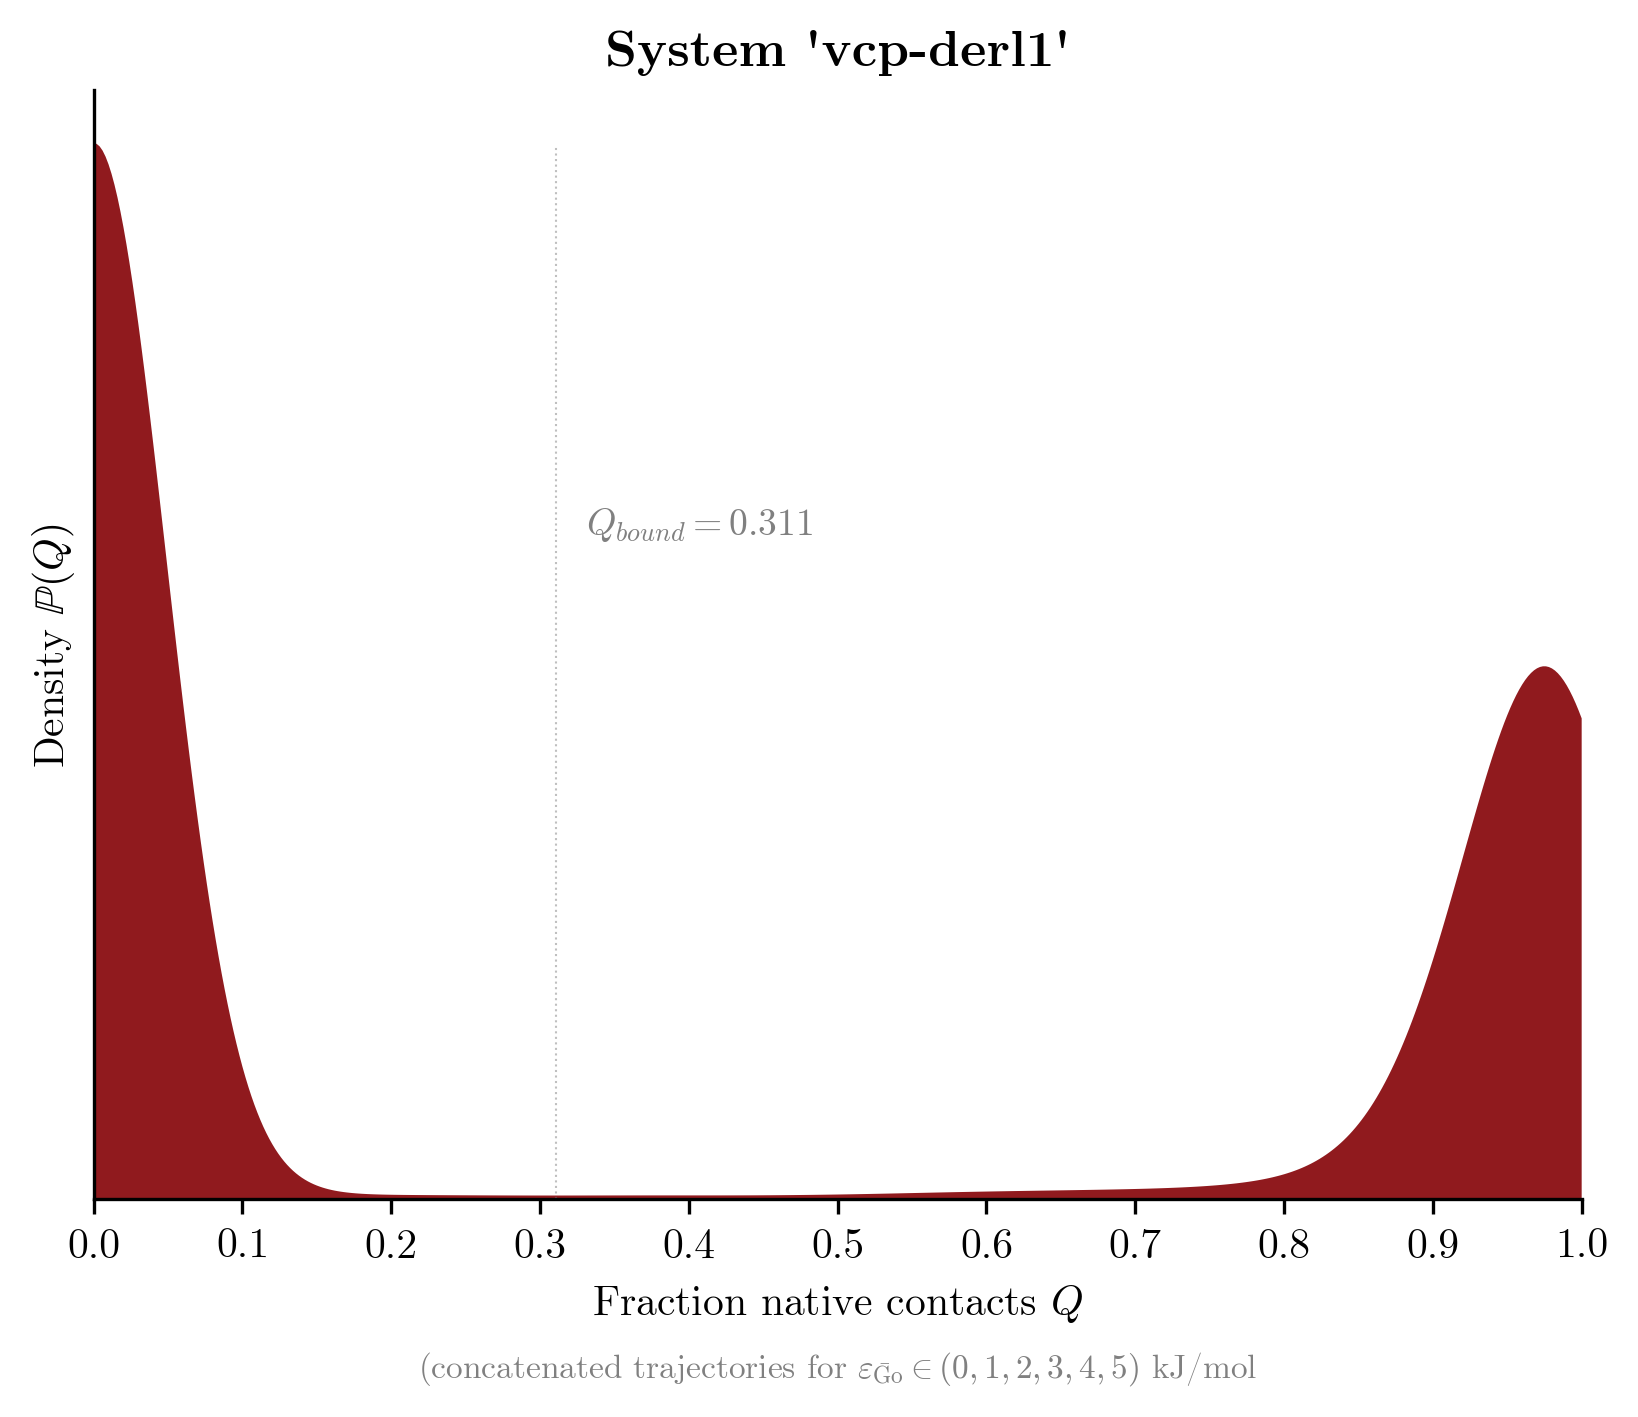 System 'vcp-derl1'
Density ℙ(Q)
Q_bound = 0.311
0.0 0.1 0.2 0.3 0.4 0.5 0.6 0.7 0.8 0.9 1.0
Fraction native contacts Q
(concatenated trajectories for ε_Ḡo ∈ (0, 1, 2, 3, 4, 5) kJ/mol